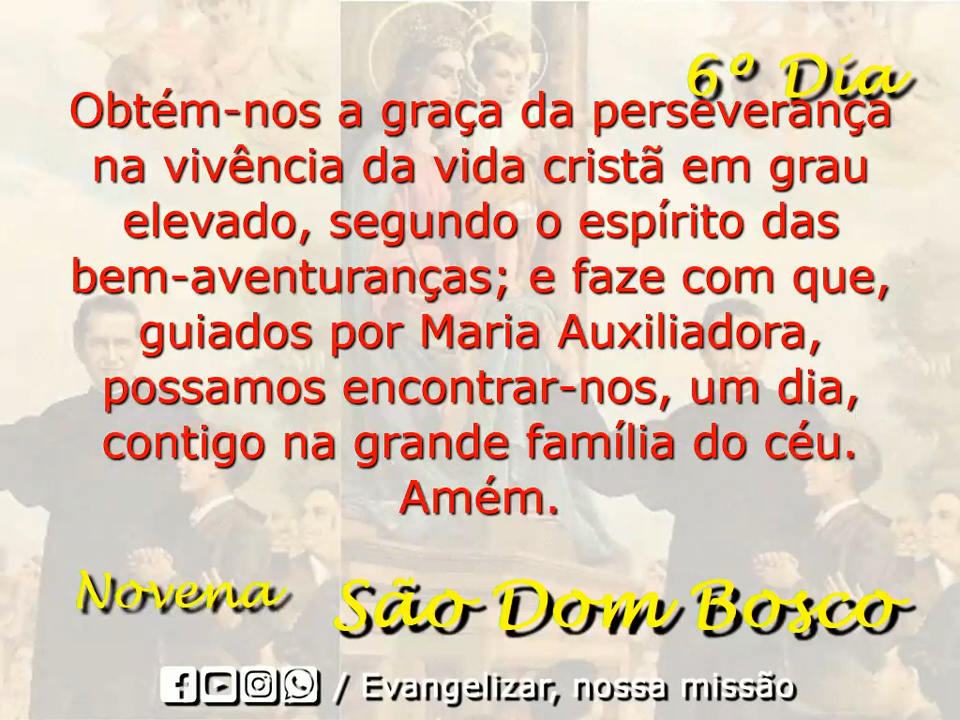 6º Dia
Obtém-nos a graça da perseverança
na vivência da vida cristã em grau
elevado, segundo o espírito das
bem-aventuranças; e faze com que,
guiados por Maria Auxiliadora,
possamos encontrar-nos, um dia,
contigo na grande família do céu.
Amém.
Novena São Dom Bosco
/ Evangelizar, nossa missão